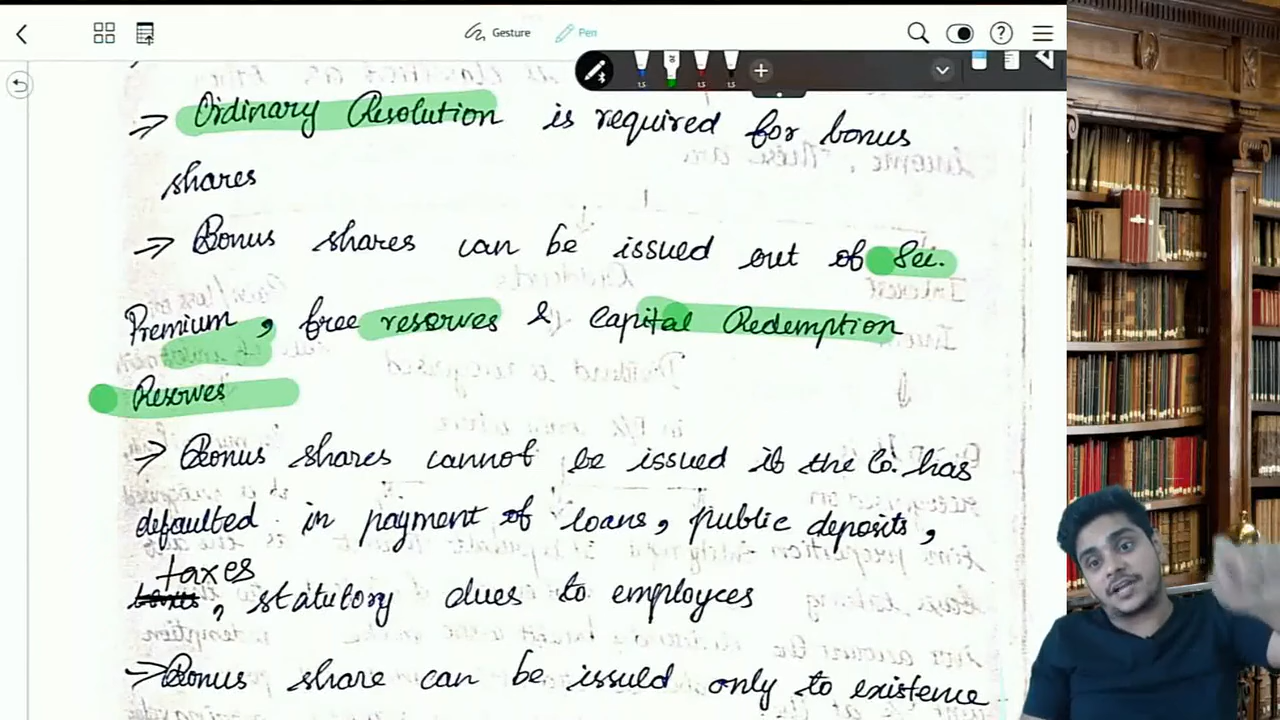 Gesture
Pen
→ Ordinary Resolution is required for bonus
shares
→ Bonus shares can be issued out of Sec.
Premium, free reserves & Capital Redemption
Reserves
→ Bonus shares cannot be issued if the Co. has
defaulted in payment of loans, public deposits,
taxes
, statutory dues to employees
→ Bonus share can be issued only to existence